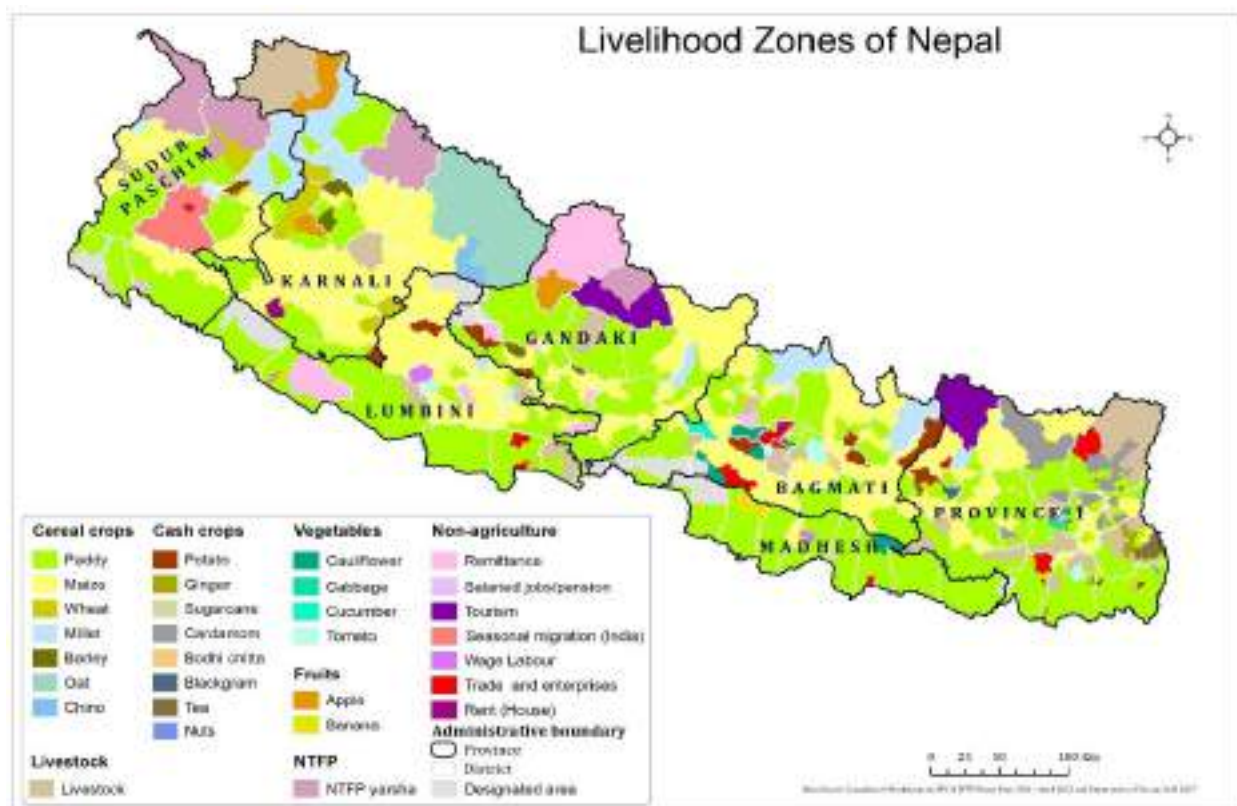 Livelihood Zones of Nepal
SUDUR
PASCHIM
KARNALI
GANDAKI
LUMBINI
BAGMATI
PROVINCE 1
MADHESH
Cereal crops
Paddy
Maize
Wheat
Millet
Barley
Oat
Chino
Livestock
Livestock
Cash crops
Potato
Ginger
Sugarcane
Cardamom
Bodhi chitta
Blackgram
Tea
Nuts
Vegetables
Cauliflower
Cabbage
Cucumber
Tomato
Fruits
Apple
Banana
NTFP
NTFP yarsha
Non-agriculture
Remittance
Salaried jobs/pension
Tourism
Seasonal migration (India)
Wage Labour
Trade and enterprises
Rent (House)
Administrative boundary
Province
District
Designated area
0 25 50 100 Km